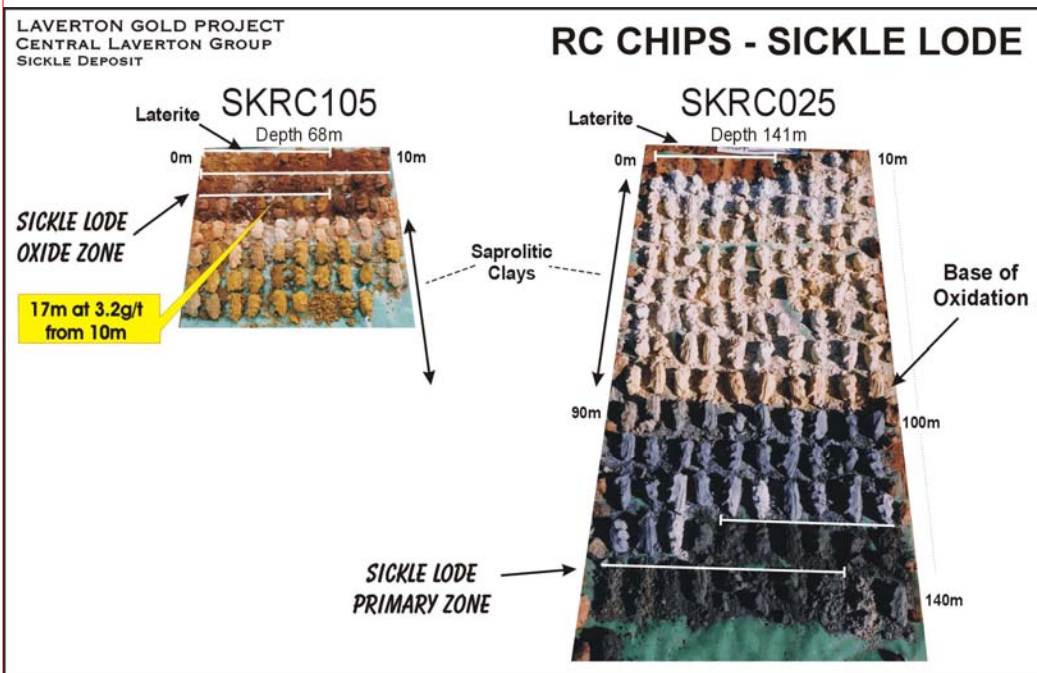 LAVERTON GOLD PROJECT
CENTRAL LAVERTON GROUP
SICKLE DEPOSIT
RC CHIPS - SICKLE LODE
SKRC105
Depth 68m
Laterite
0m
10m
SICKLE LODE
OXIDE ZONE
17m at 3.2g/t
from 10m
Saprolitic
Clays
SKRC025
Depth 141m
Laterite
0m
10m
Base of
Oxidation
90m
100m
SICKLE LODE
PRIMARY ZONE
140m